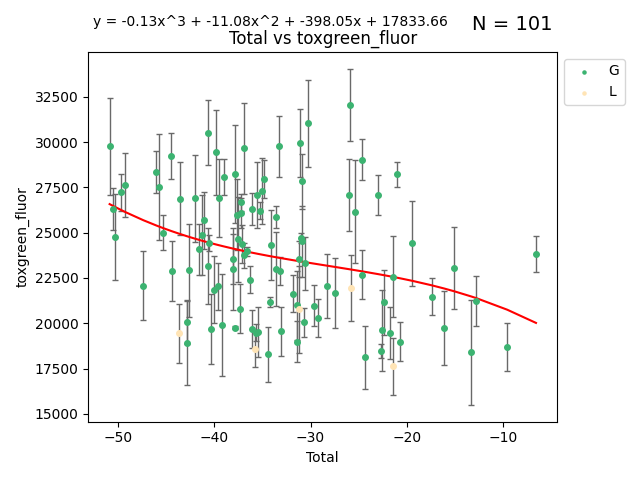 y = -0.13x^3 + -11.08x^2 + -398.05x + 17833.66
N = 101
Total vs toxgreen_fluor
G
L
32500
30000
27500
25000
22500
20000
17500
15000
toxgreen_fluor
−50
−40
−30
−20
−10
Total